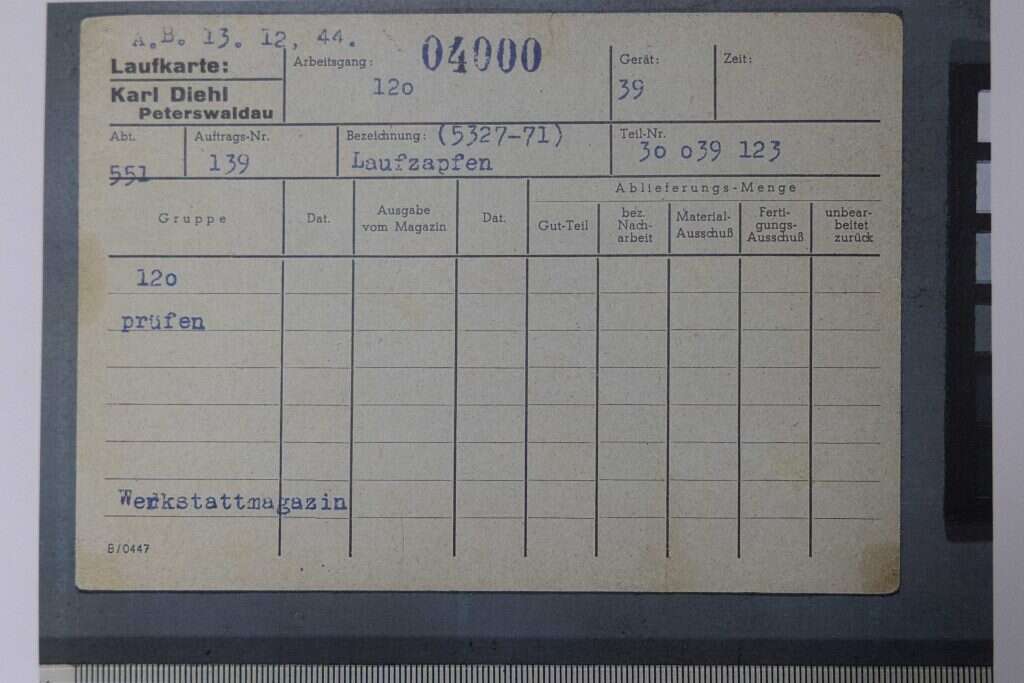 A.B. 13. 12, 44.
Laufkarte:
Karl Diehl
Peterswaldau
Arbeitsgang:
04000
12o
Gerät:
39
Zeit:
Abt.
551
Auftrags-Nr.
139
Bezeichnung: (5327-71)
Laufzapfen
Teil-Nr.
3o o39 123
Gruppe
Dat.
Ausgabe
vom Magazin
Dat.
Ablieferungs-Menge
Gut-Teil
bez.
Nach-
arbeit
Material-
Ausschuß
Ferti-
gungs-
Ausschuß
unbear-
beitet
zurück
12o
prüfen
Werkstattmagazin
B/0447